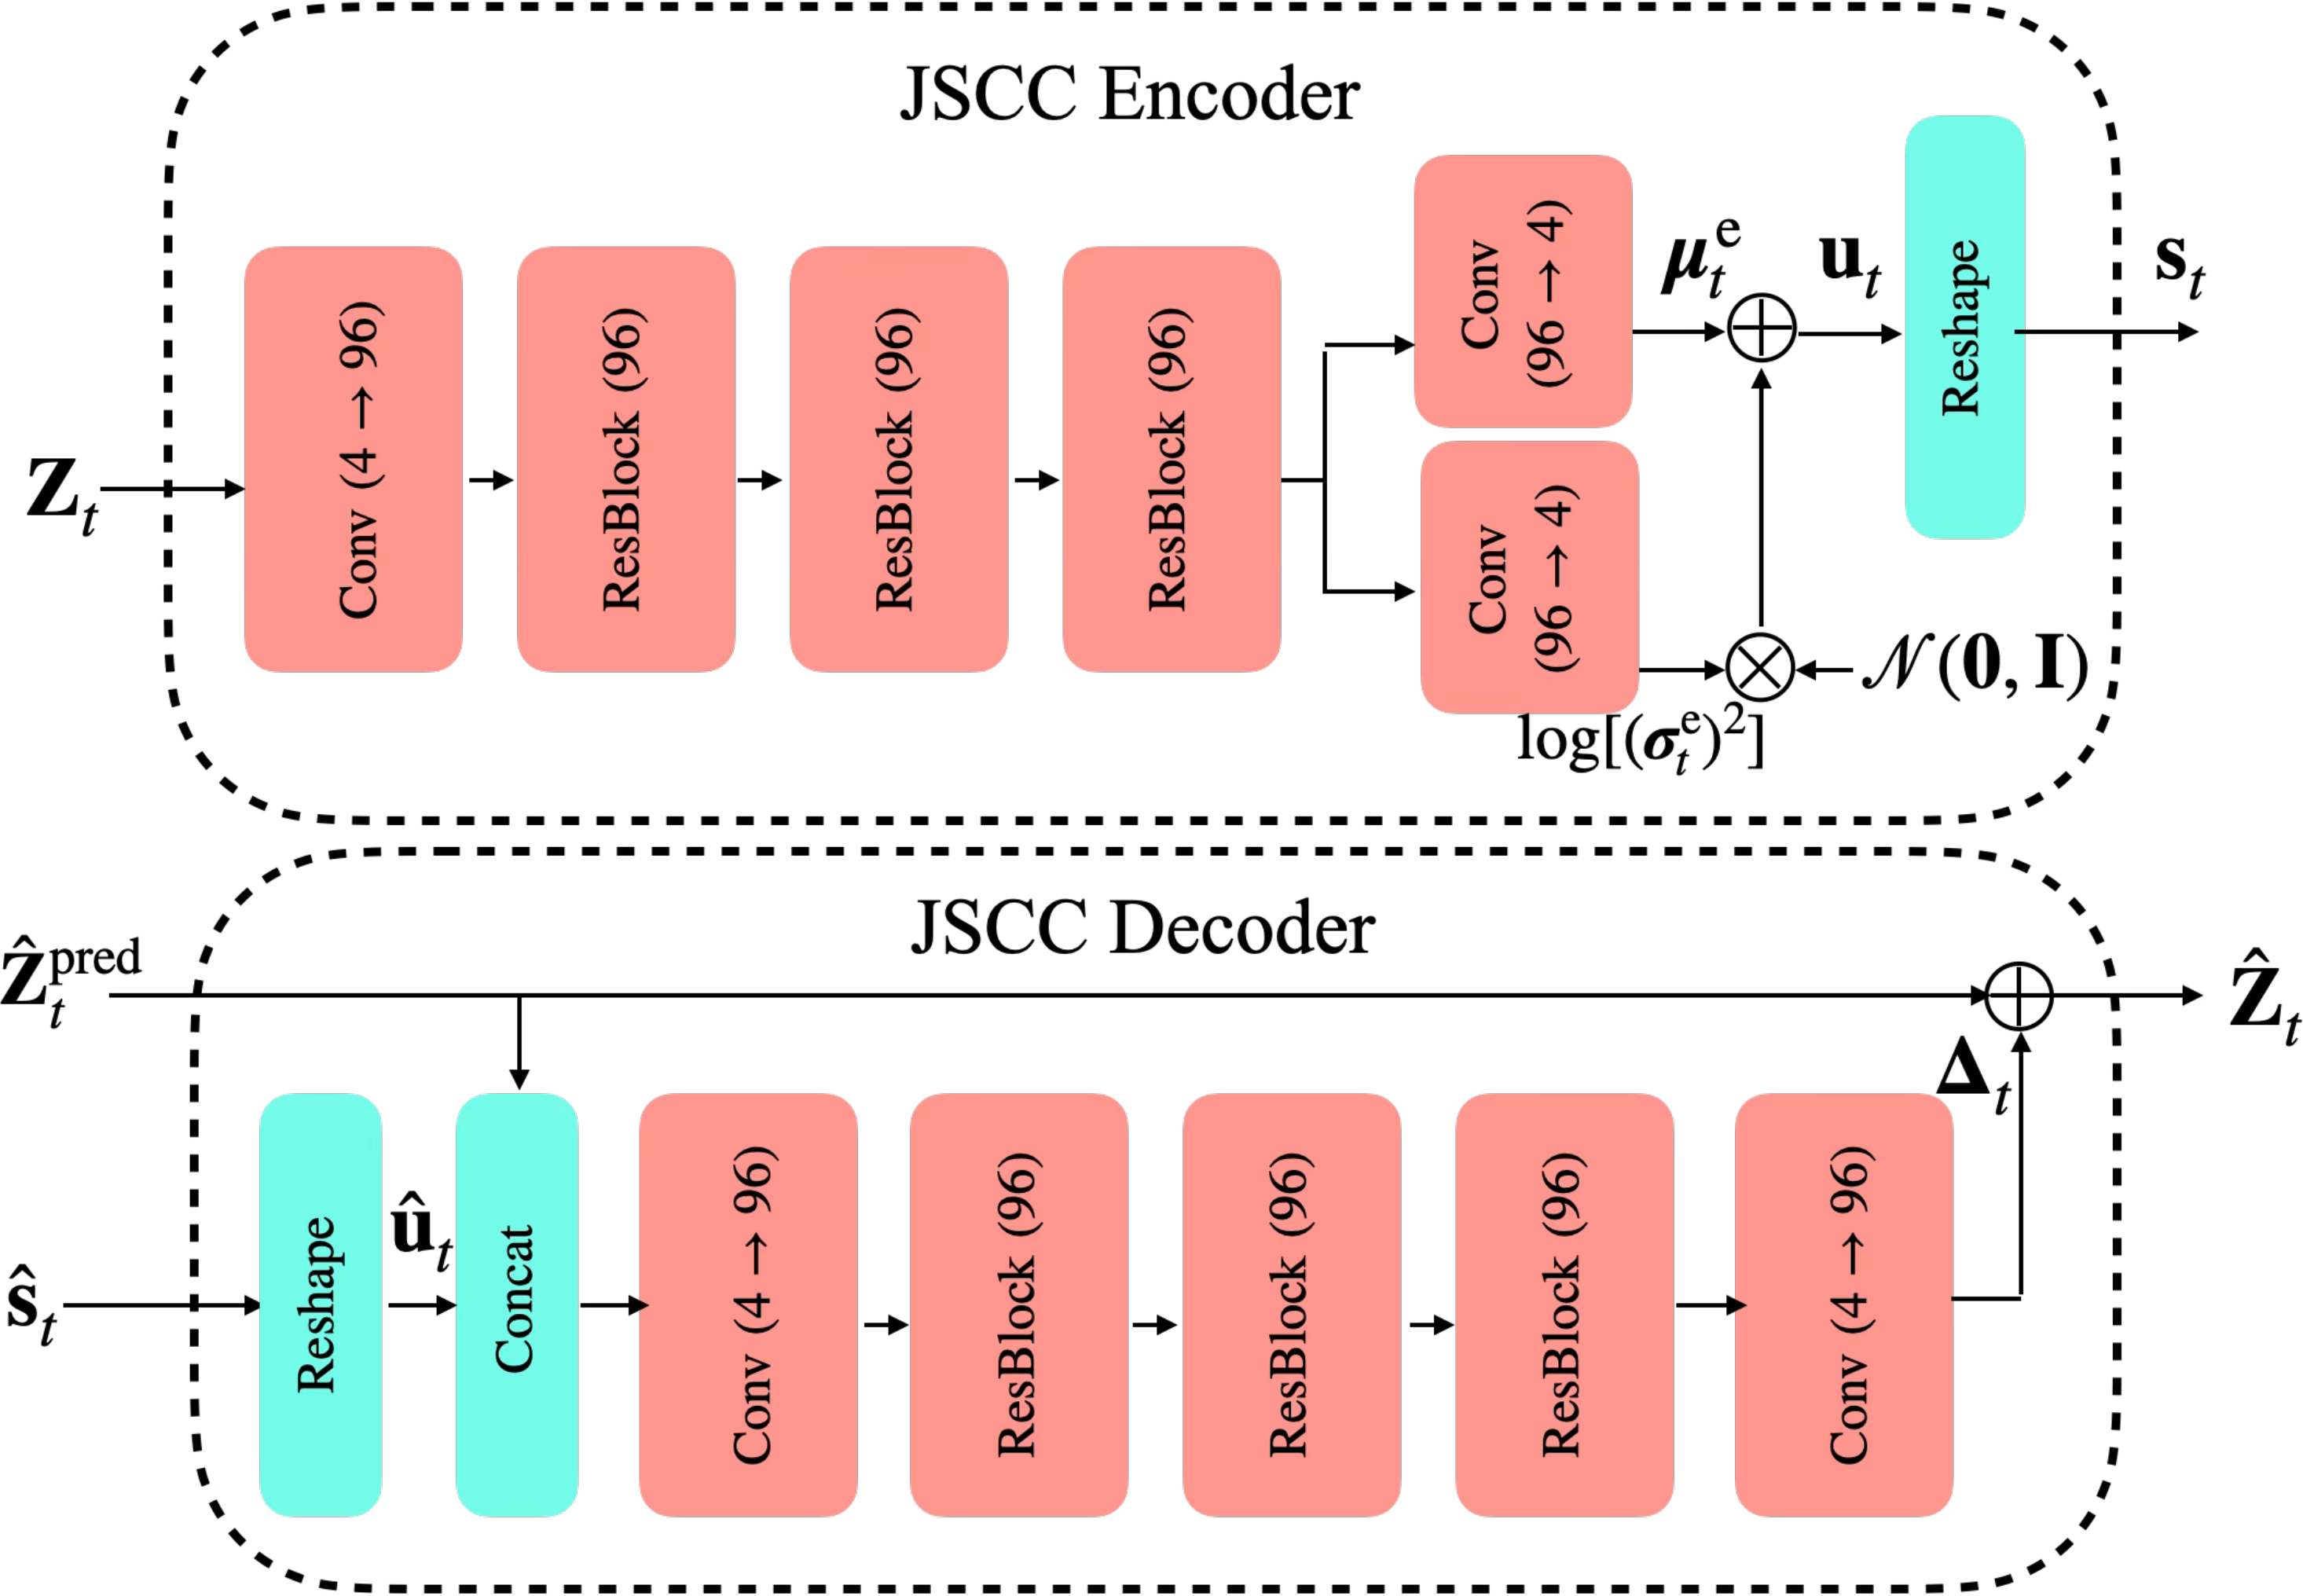 JSCC Encoder
Z_t
Conv (4 → 96)
ResBlock (96)
ResBlock (96)
ResBlock (96)
Conv
(96 → 4)
Conv
(96 → 4)
μ_t^e
u_t
Reshape
s_t
𝒩(0, I)
log[(σ_t^e)^2]
JSCC Decoder
Ẑ_t^pred
Ẑ_t
Δ_t
ŝ_t
Reshape
û_t
Concat
Conv (4 → 96)
ResBlock (96)
ResBlock (96)
ResBlock (96)
Conv (4 → 96)